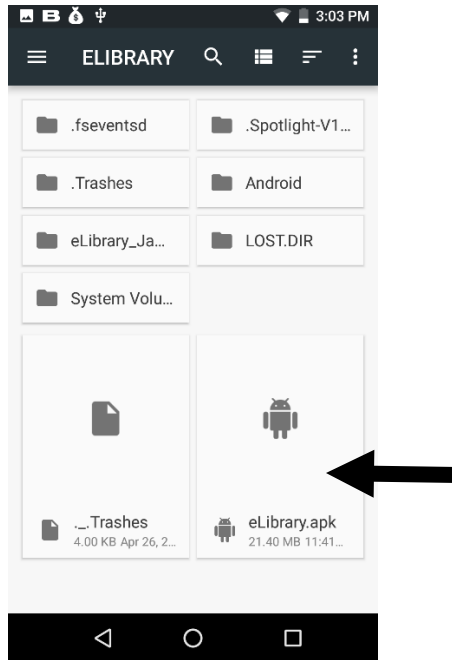 3:03 PM
ELIBRARY
.fseventsd
.Spotlight-V1...
.Trashes
Android
eLibrary_Ja...
LOST.DIR
System Volu...
._.Trashes
4.00 KB Apr 26, 2...
eLibrary.apk
21.40 MB 11:41...